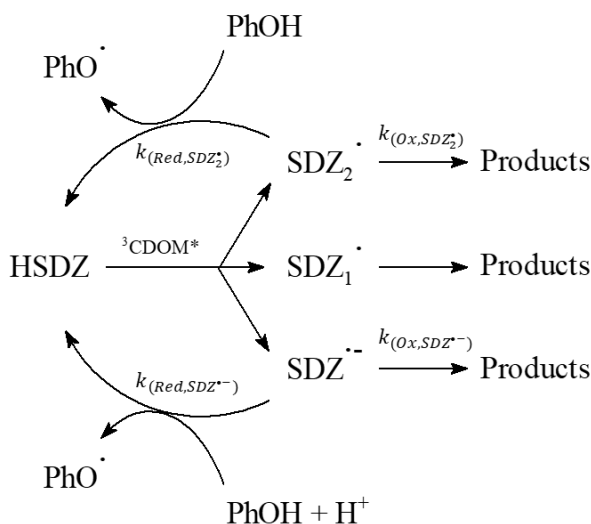 PhOH
PhO˙
k(Red,SDZ₂•)
SDZ₂˙
k(Ox,SDZ₂•)
Products
HSDZ
³CDOM*
SDZ₁˙
Products
k(Red,SDZ•−)
SDZ˙⁻
k(Ox,SDZ•−)
Products
PhO˙
PhOH + H⁺